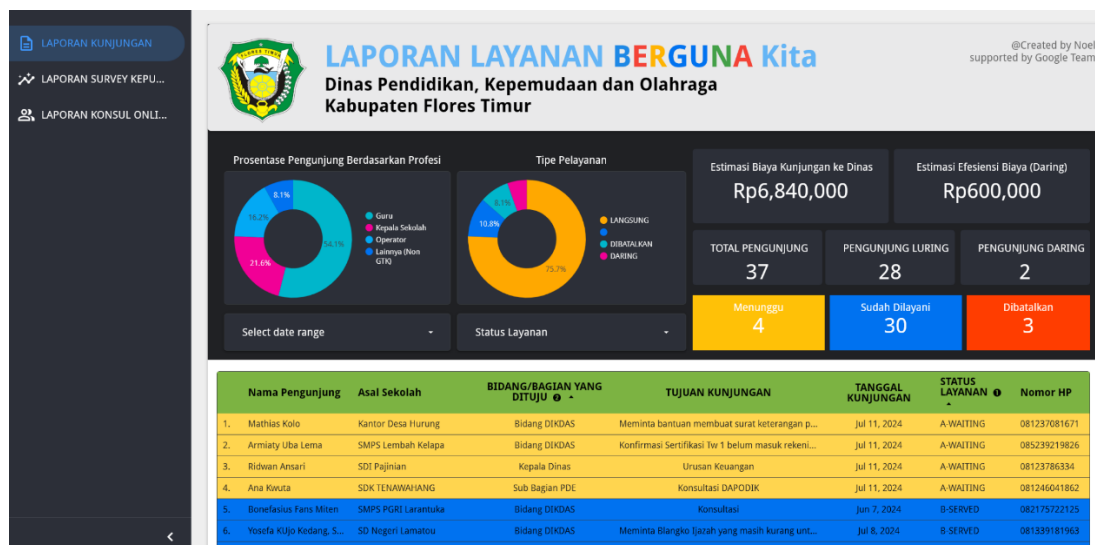 LAPORAN KUNJUNGAN
LAPORAN SURVEY KEPU...
LAPORAN KONSUL ONLI...
LAPORAN LAYANAN BERGUNA Kita
Dinas Pendidikan, Kepemudaan dan Olahraga
Kabupaten Flores Timur
@Created by Noel
supported by Google Team
FLORES TIMUR
Prosentase Pengunjung Berdasarkan Profesi
8.1%
16.2%
54.1%
21.6%
Guru
Kepala Sekolah
Operator
Lainnya (Non
GTK)
Tipe Pelayanan
8.1%
10.8%
75.7%
LANGSUNG
DIBATALKAN
DARING
Estimasi Biaya Kunjungan ke Dinas
Rp6,840,000
Estimasi Efesiensi Biaya (Daring)
Rp600,000
TOTAL PENGUNJUNG
37
PENGUNJUNG LURING
28
PENGUNJUNG DARING
2
Select date range
Status Layanan
Menunggu
4
Sudah Dilayani
30
Dibatalkan
3
Nama Pengunjung Asal Sekolah BIDANG/BAGIAN YANG DITUJU TUJUAN KUNJUNGAN TANGGAL KUNJUNGAN STATUS LAYANAN Nomor HP
1. Mathias Kolo Kantor Desa Hurung Bidang DIKDAS Meminta bantuan membuat surat keterangan p... Jul 11, 2024 A-WAITING 081237081671
2. Armiaty Uba Lema SMPS Lembah Kelapa Bidang DIKDAS Konfirmasi Sertifikasi Tw 1 belum masuk rekeni... Jul 11, 2024 A-WAITING 085239219826
3. Ridwan Ansari SDI Pajinian Kepala Dinas Urusan Keuangan Jul 11, 2024 A-WAITING 08123786334
4. Ana Kwuta SDK TENAWAHANG Sub Bagian PDE Konsultasi DAPODIK Jul 11, 2024 A-WAITING 081246041862
5. Bonefasius Fans Miten SMPS PGRI Larantuka Bidang DIKDAS Konsultasi Jun 7, 2024 B-SERVED 082175722125
6. Yosefa KUjo Kedang, S... SD Negeri Lamatou Bidang DIKDAS Meminta Blangko Ijazah yang masih kurang unt... Jul 8, 2024 B-SERVED 081339181963